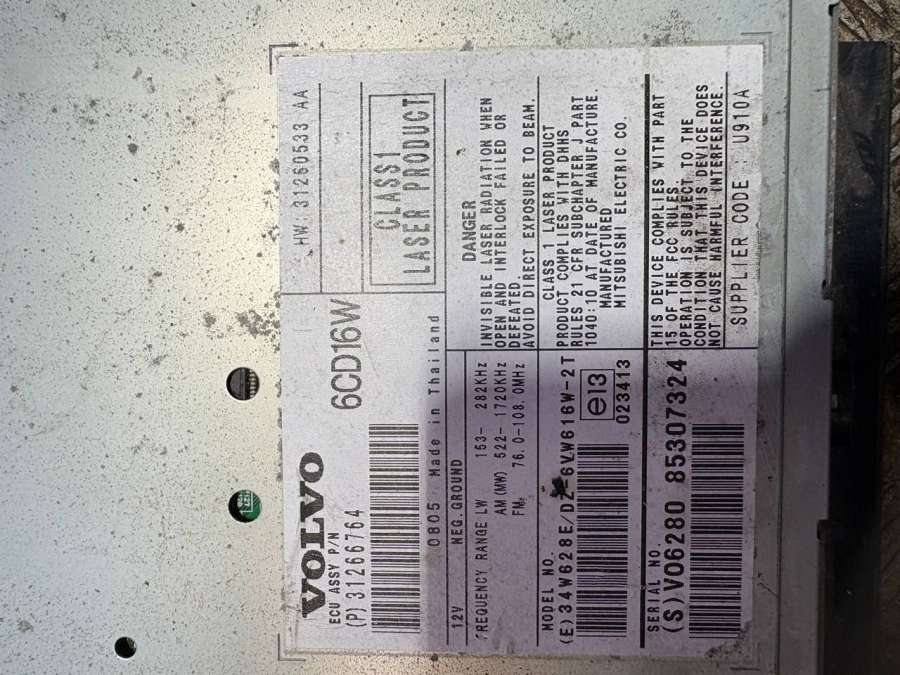 VOLVO
6CD16W
HW: 31260533 AA
ECU ASSY P/N
(P) 31266764
CLASS1
LASER PRODUCT
0805 Made in Thailand
12V NEG. GROUND
FREQUENCY RANGE LW 153- 282KHz
AM (MW) 522- 1720KHz
FM: 76.0-108.0MHz
DANGER
INVISIBLE LASER RADIATION WHEN
OPEN AND INTERLOCK FAILED OR
DEFEATED.
AVOID DIRECT EXPOSURE TO BEAM.
MODEL NO.
(E)34W628E/DZ-6VW616W-2T
e13
023413
CLASS 1 LASER PRODUCT
PRODUCT COMPLIES WITH DHHS
RULES 21 CFR SUBCHAPTER J PART
1040:10 AT DATE OF MANUFACTURE.
MANUFACTURED
MITSUBISHI ELECTRIC CO.
SERIAL NO.
(S) V06280 85307324
THIS DEVICE COMPLIES WITH PART
15 OF THE FCC RULES.
OPERATION IS SUBJECT TO THE
CONDITION THAT THIS DEVICE DOES
NOT CAUSE HARMFUL INTERFERENCE.
SUPPLIER CODE U910A